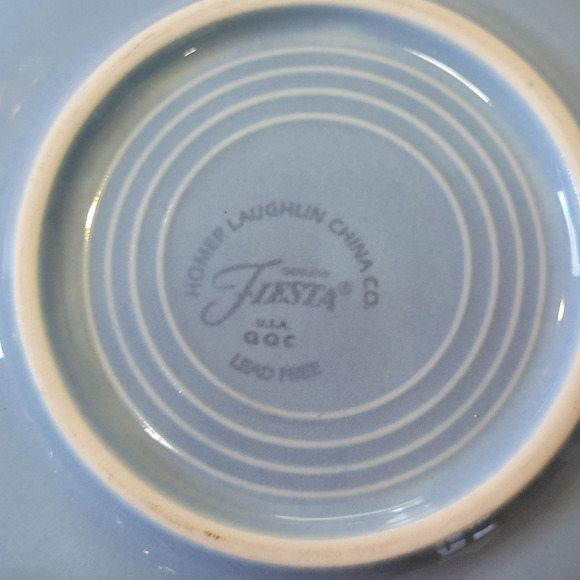 HOMER LAUGHLIN CHINA CO.
GENUINE
FIESTA®
U.S.A.
QQC
LEAD FREE